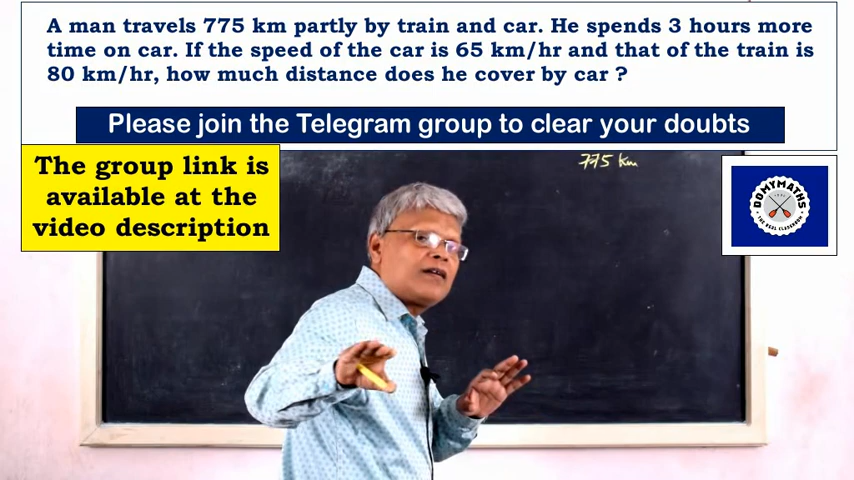 A man travels 775 km partly by train and car. He spends 3 hours more
time on car. If the speed of the car is 65 km/hr and that of the train is
80 km/hr, how much distance does he cover by car ?
Please join the Telegram group to clear your doubts
The group link is
available at the
video description
775 km
DOMYMATHS
THE REAL CLASSROOM